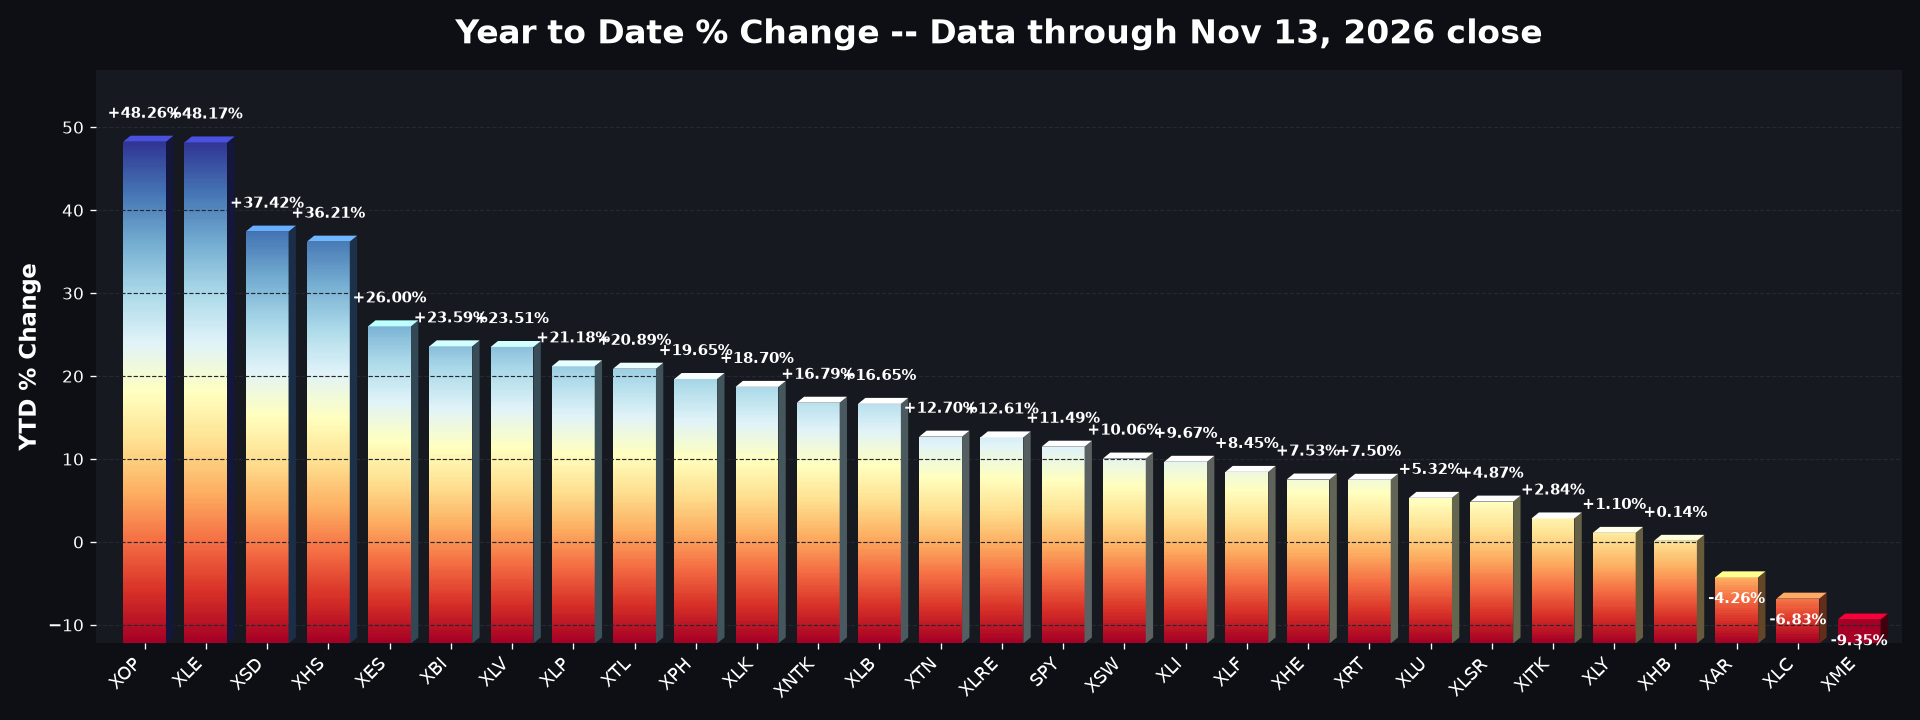 Year to Date % Change -- Data through Nov 13, 2026 close
YTD % Change
50
40
30
20
10
0
−10
+48.26%
+48.17%
+37.42%
+36.21%
+26.00%
+23.59%
+23.51%
+21.18%
+20.89%
+19.65%
+18.70%
+16.79%
+16.65%
+12.70%
+12.61%
+11.49%
+10.06%
+9.67%
+8.45%
+7.53%
+7.50%
+5.32%
+4.87%
+2.84%
+1.10%
+0.14%
-4.26%
-6.83%
-9.35%
XOP
XLE
XSD
XHS
XES
XBI
XLV
XLP
XTL
XPH
XLK
XNTK
XLB
XTN
XLRE
SPY
XSW
XLI
XLF
XHE
XRT
XLU
XLSR
XITK
XLY
XHB
XAR
XLC
XME